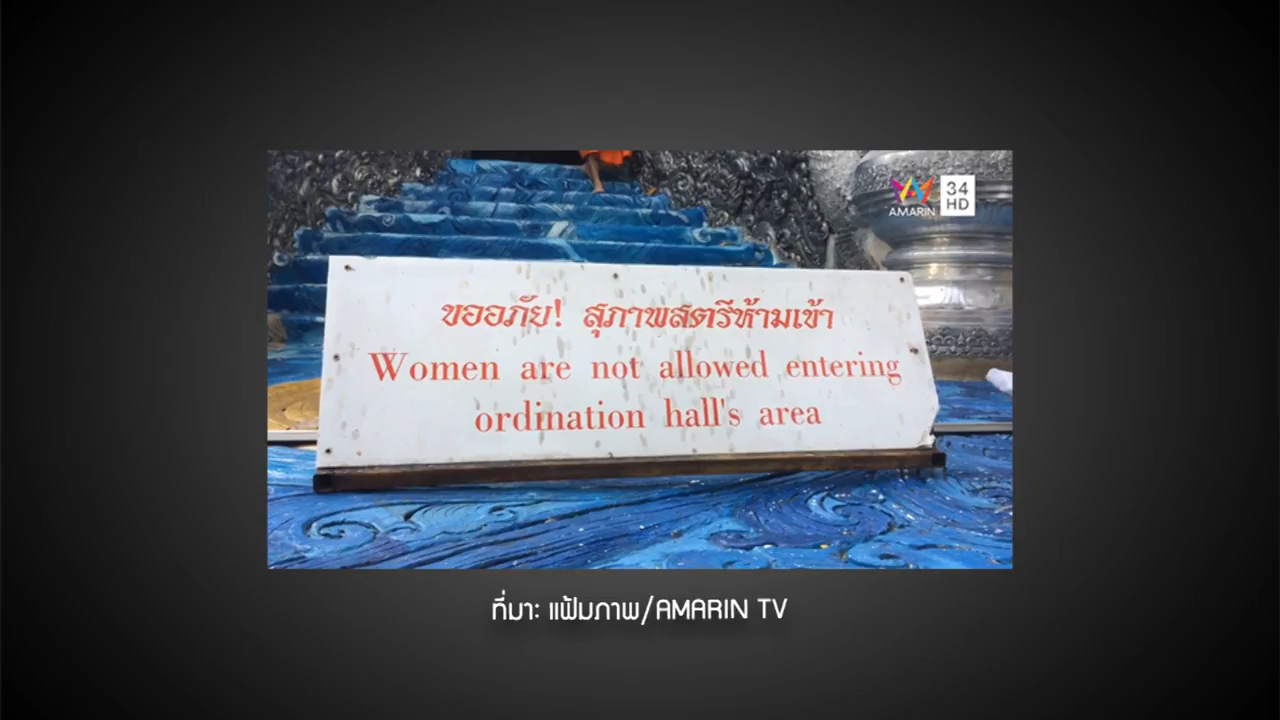 AMARIN
34
HD
ขออภัย! สุภาพสตรีห้ามเข้า
Women are not allowed entering
ordination hall's area
ที่มา: แฟ้มภาพ/AMARIN TV